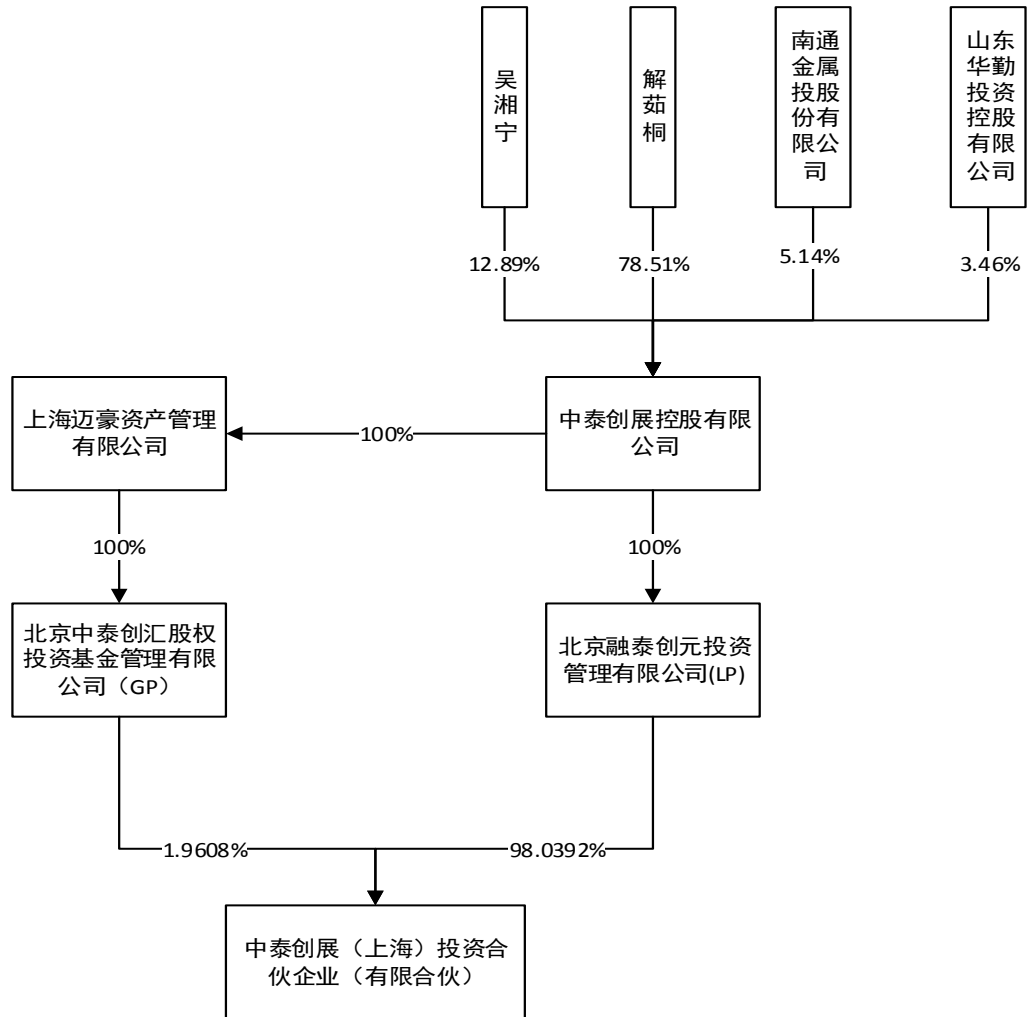 吴
湘
宁
解
茹
桐
南通
金属
投股
份有
限公
司
山东
华勤
投资
控股
有限
公司
12.89%
78.51%
5.14%
3.46%
上海迈豪资产管理
有限公司
100%
中泰创展控股有限
公司
100%
100%
北京中泰创汇股权
投资基金管理有限
公司（GP）
北京融泰创元投资
管理有限公司(LP)
1.9608%
98.0392%
中泰创展（上海）投资合
伙企业（有限合伙）